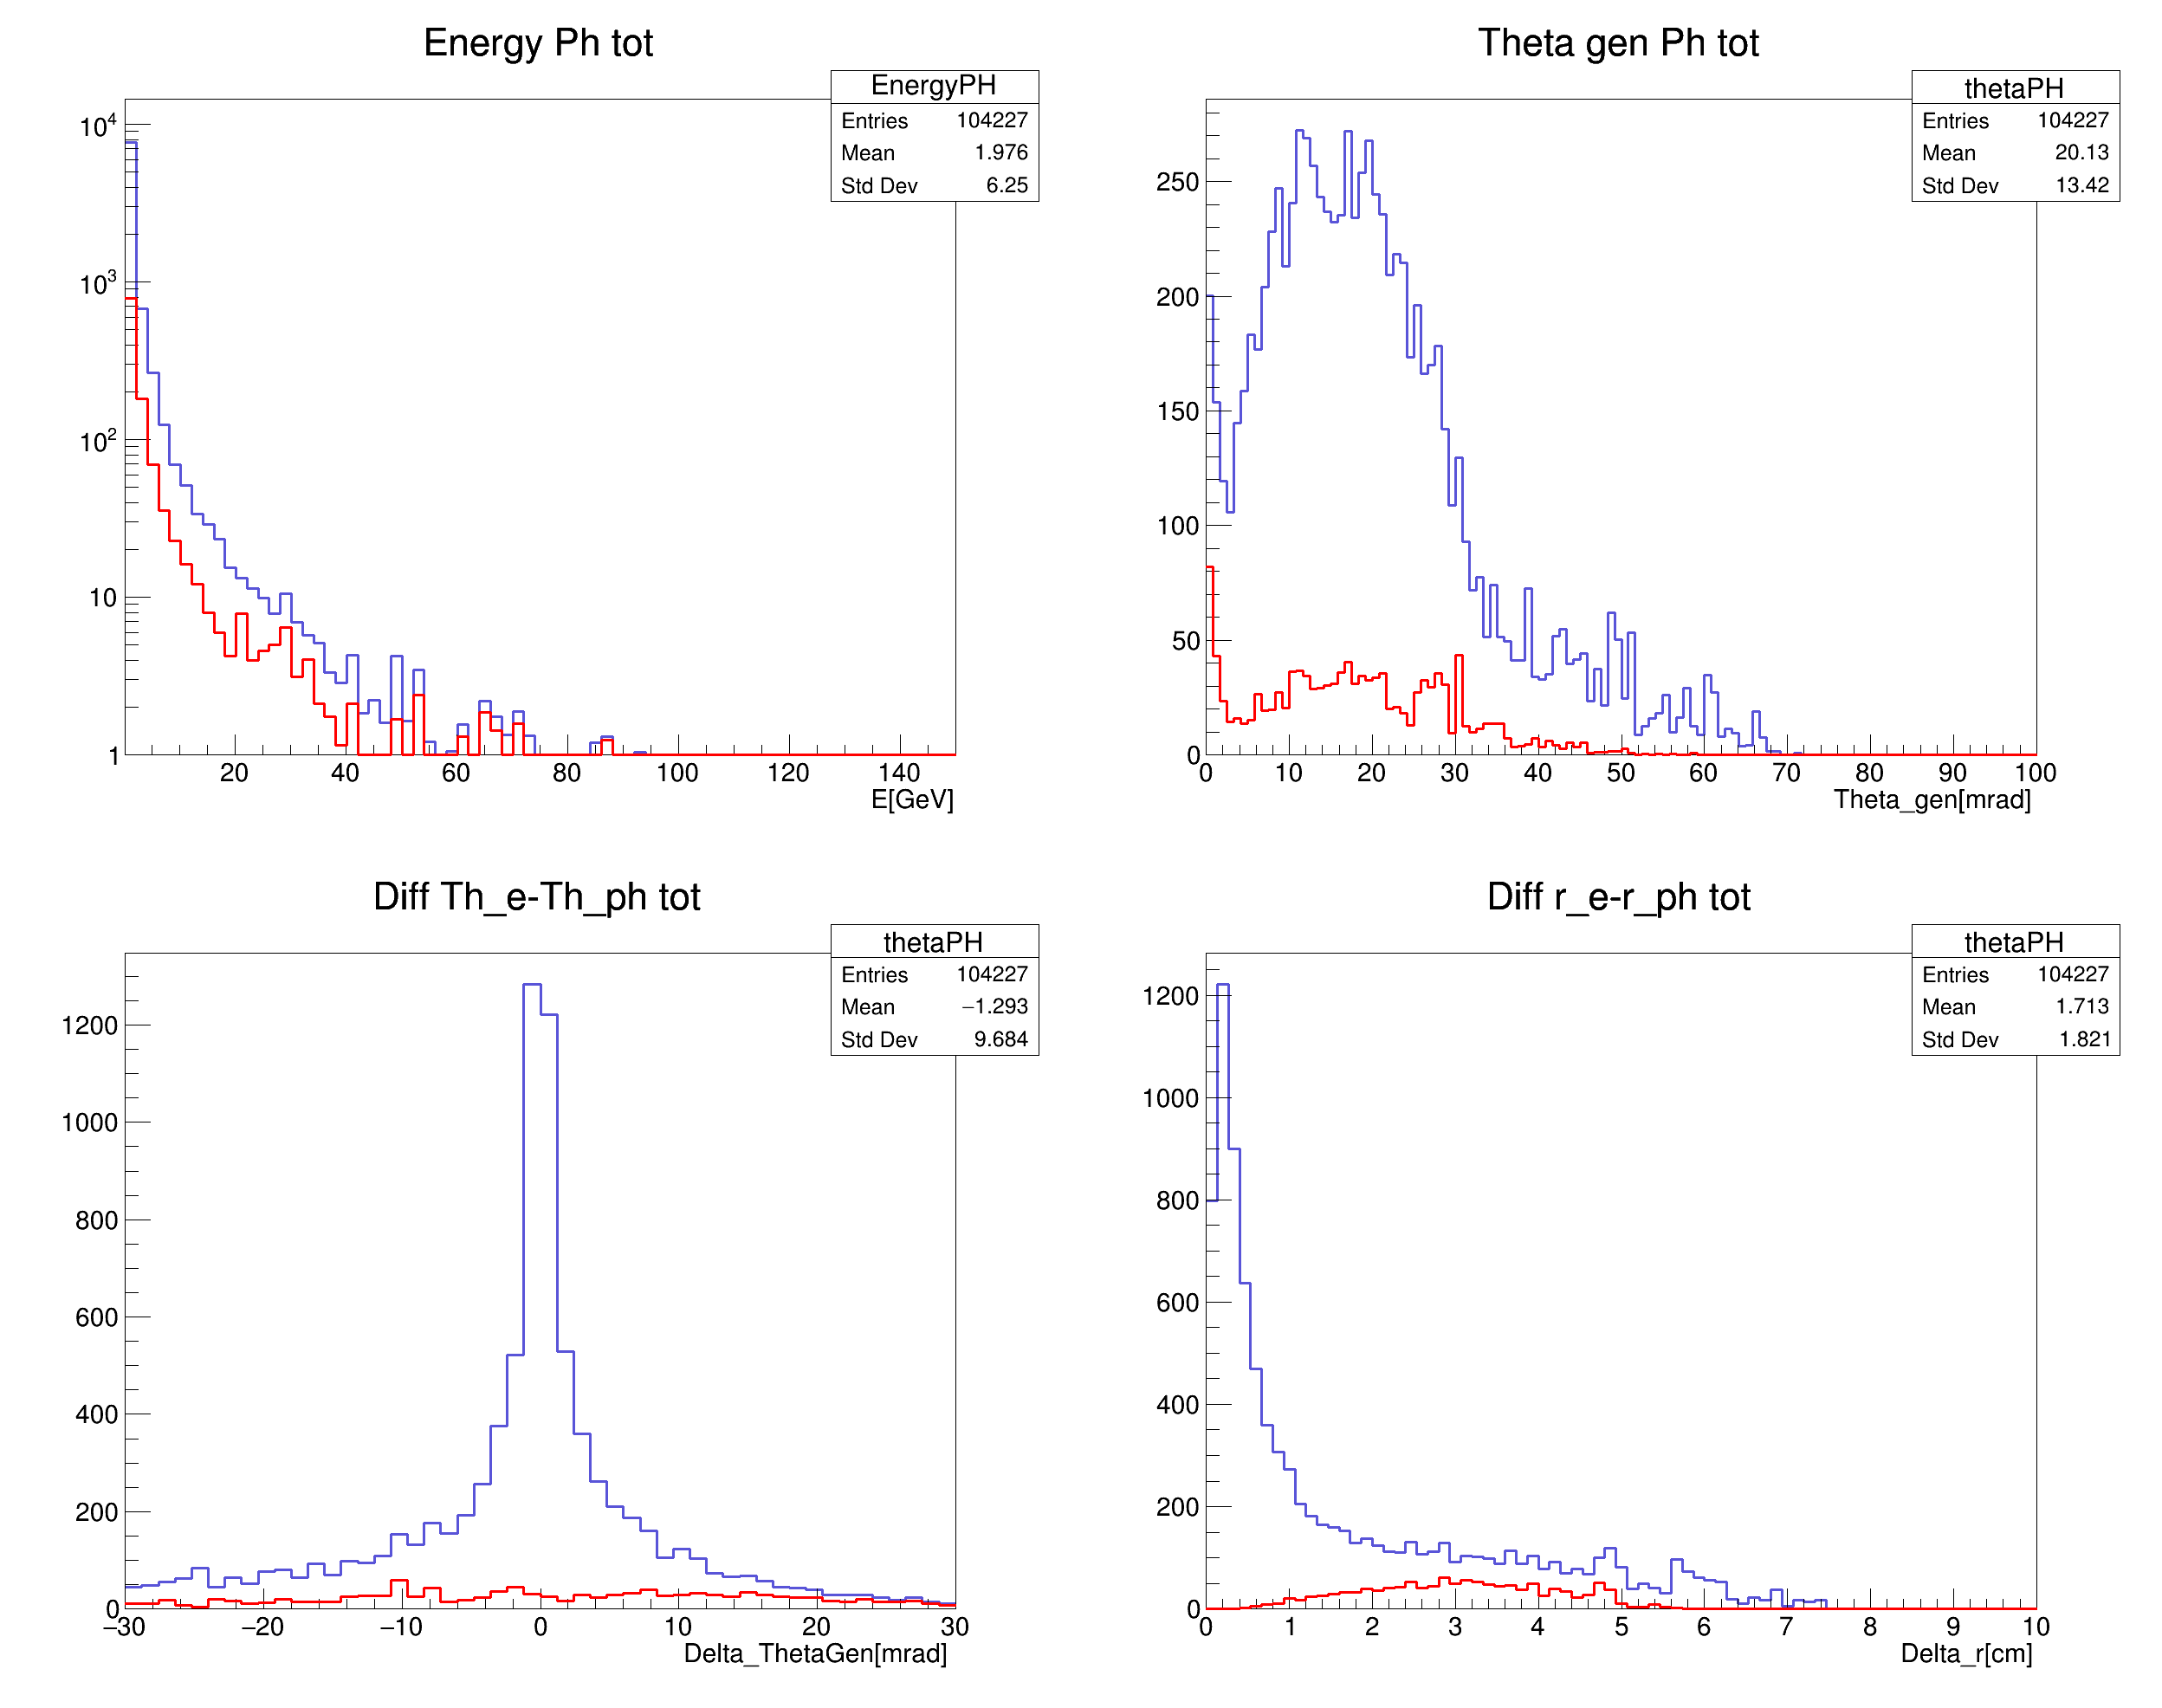 Energy Ph tot
EnergyPH
Entries 104227
Mean 1.976
Std Dev 6.25
10^4
10^3
10^2
10
1
20 40 60 80 100 120 140
E[GeV]
Theta gen Ph tot
thetaPH
Entries 104227
Mean 20.13
Std Dev 13.42
250
200
150
100
50
0
0 10 20 30 40 50 60 70 80 90 100
Theta_gen[mrad]
Diff Th_e-Th_ph tot
thetaPH
Entries 104227
Mean −1.293
Std Dev 9.684
1200
1000
800
600
400
200
0
−30 −20 −10 0 10 20 30
Delta_ThetaGen[mrad]
Diff r_e-r_ph tot
thetaPH
Entries 104227
Mean 1.713
Std Dev 1.821
1200
1000
800
600
400
200
0
0 1 2 3 4 5 6 7 8 9 10
Delta_r[cm]